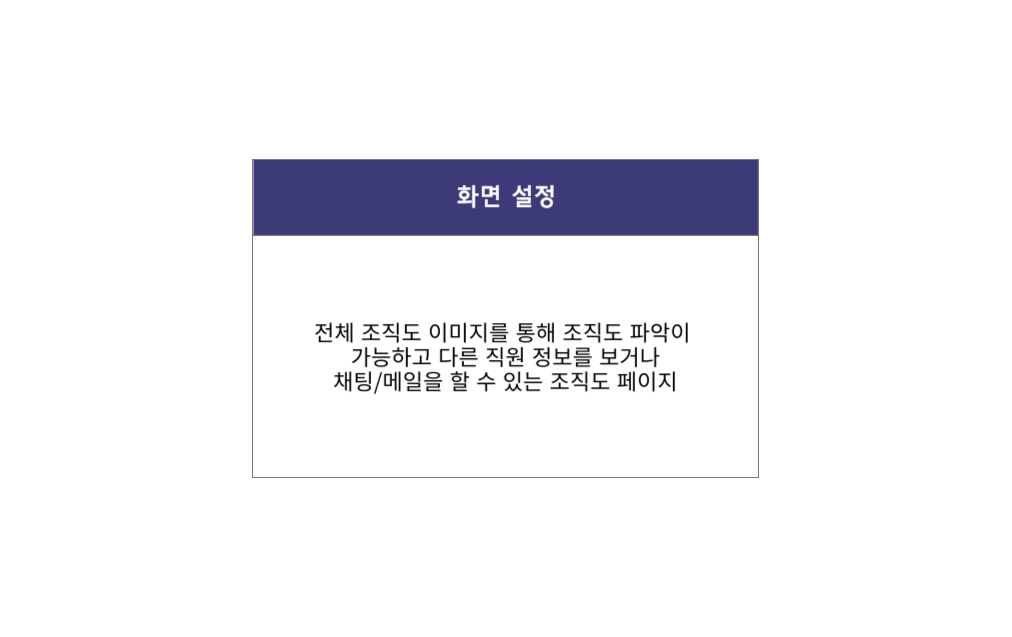 화면 설정
전체 조직도 이미지를 통해 조직도 파악이
가능하고 다른 직원 정보를 보거나
채팅/메일을 할 수 있는 조직도 페이지